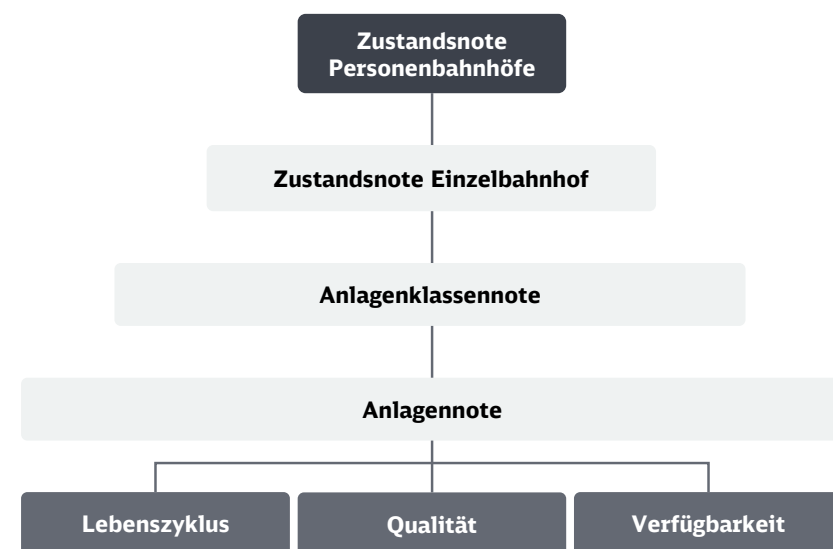 Zustandsnote
Personenbahnhöfe
Zustandsnote Einzelbahnhof
Anlagenklassennote
Anlagennote
Lebenszyklus
Qualität
Verfügbarkeit